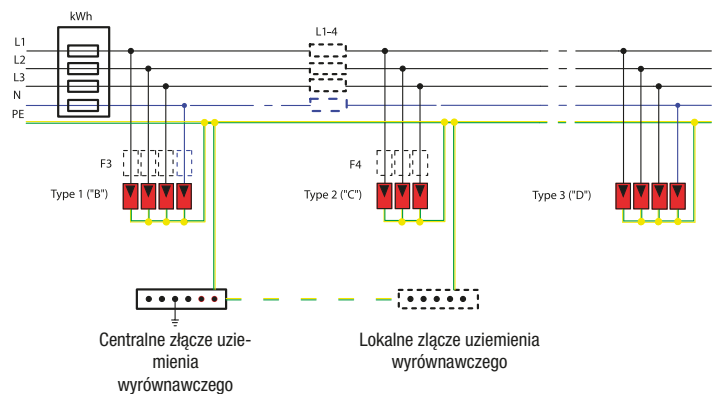 kWh
L1-4
L1
L2
L3
N
PE
F3
F4
Type 1 ("B")
Type 2 ("C")
Type 3 ("D")
Centralne złącze uzie-
mienia
wyrównawczego
Lokalne zlącze uziemienia
wyrównawczego